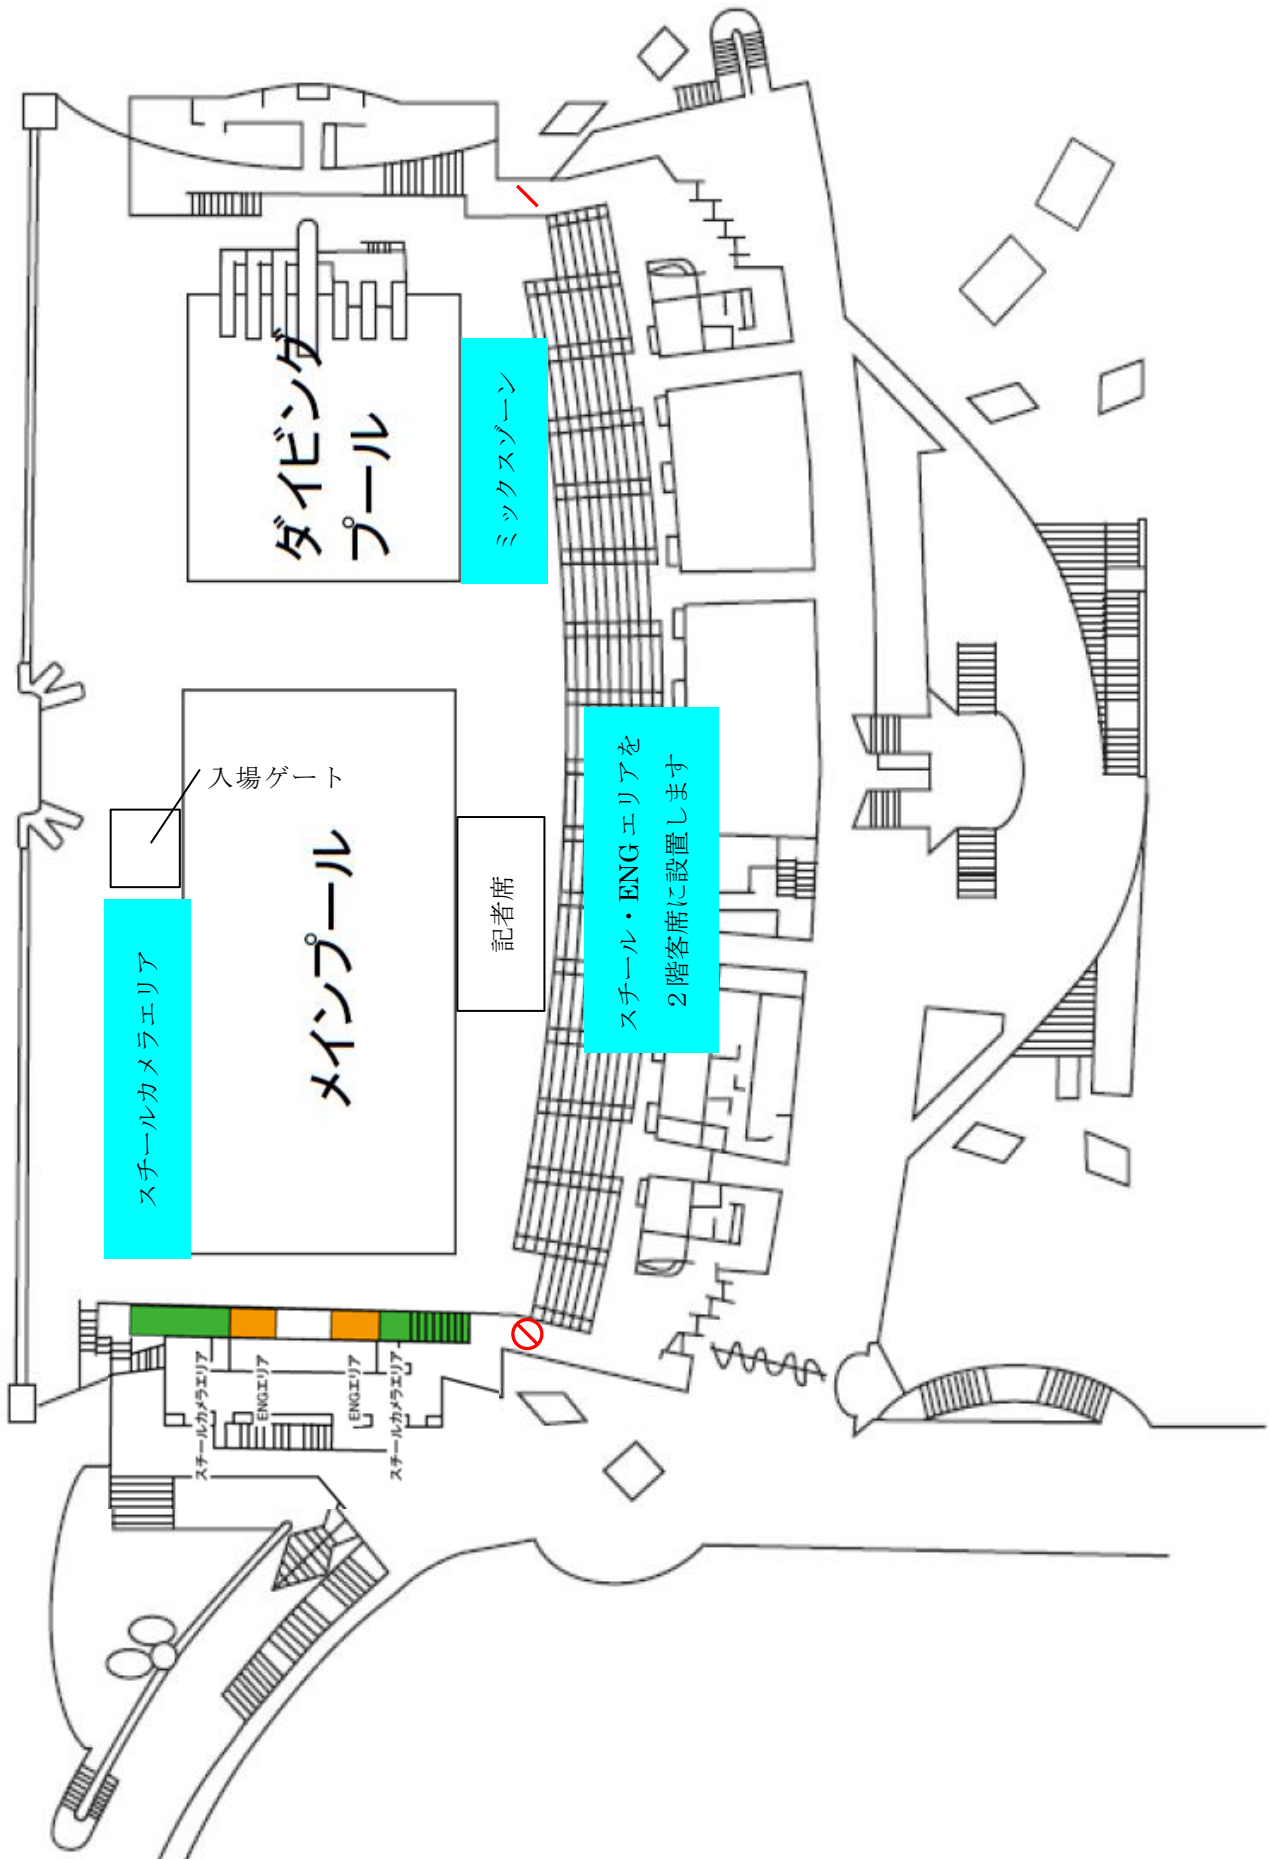 ダイビング
プール
ミックスゾーン
入場ゲート
メインプール
記者席
スチールカメラエリア
スチール・ENG エリアを
２階客席に設置します
スチールカメラエリア
ENGエリア
ENGエリア
スチールカメラエリア